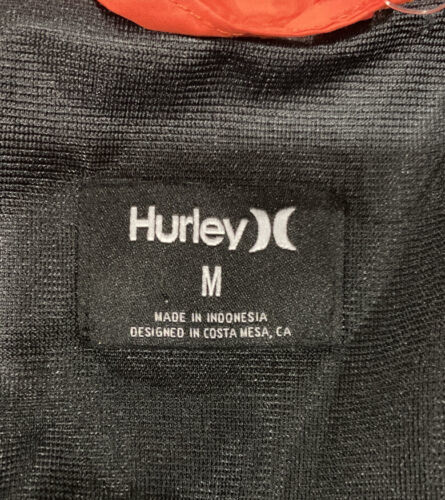 Hurley
M
MADE IN INDONESIA
DESIGNED IN COSTA MESA, CA